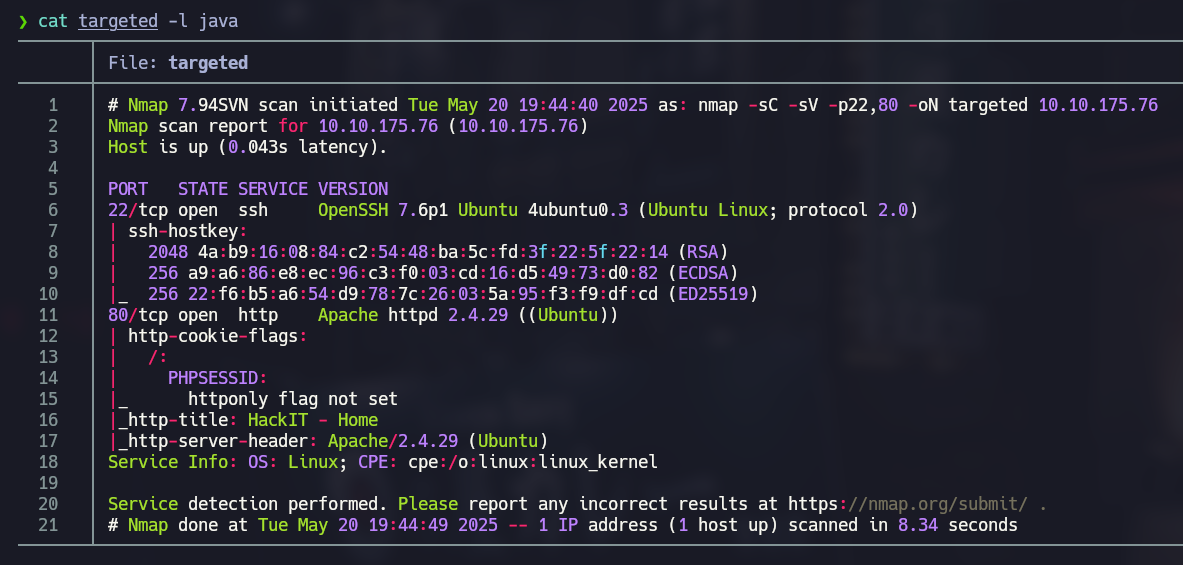 ❯ cat targeted -l java
File: targeted
1 # Nmap 7.94SVN scan initiated Tue May 20 19:44:40 2025 as: nmap -sC -sV -p22,80 -oN targeted 10.10.175.76
2 Nmap scan report for 10.10.175.76 (10.10.175.76)
3 Host is up (0.043s latency).
4
5 PORT   STATE SERVICE VERSION
6 22/tcp open  ssh     OpenSSH 7.6p1 Ubuntu 4ubuntu0.3 (Ubuntu Linux; protocol 2.0)
7 | ssh-hostkey:
8 |   2048 4a:b9:16:08:84:c2:54:48:ba:5c:fd:3f:22:5f:22:14 (RSA)
9 |   256 a9:a6:86:e8:ec:96:c3:f0:03:cd:16:d5:49:73:d0:82 (ECDSA)
10 |_  256 22:f6:b5:a6:54:d9:78:7c:26:03:5a:95:f3:f9:df:cd (ED25519)
11 80/tcp open  http    Apache httpd 2.4.29 ((Ubuntu))
12 | http-cookie-flags:
13 |   /:
14 |     PHPSESSID:
15 |_      httponly flag not set
16 |_http-title: HackIT - Home
17 |_http-server-header: Apache/2.4.29 (Ubuntu)
18 Service Info: OS: Linux; CPE: cpe:/o:linux:linux_kernel
19
20 Service detection performed. Please report any incorrect results at https://nmap.org/submit/ .
21 # Nmap done at Tue May 20 19:44:49 2025 -- 1 IP address (1 host up) scanned in 8.34 seconds